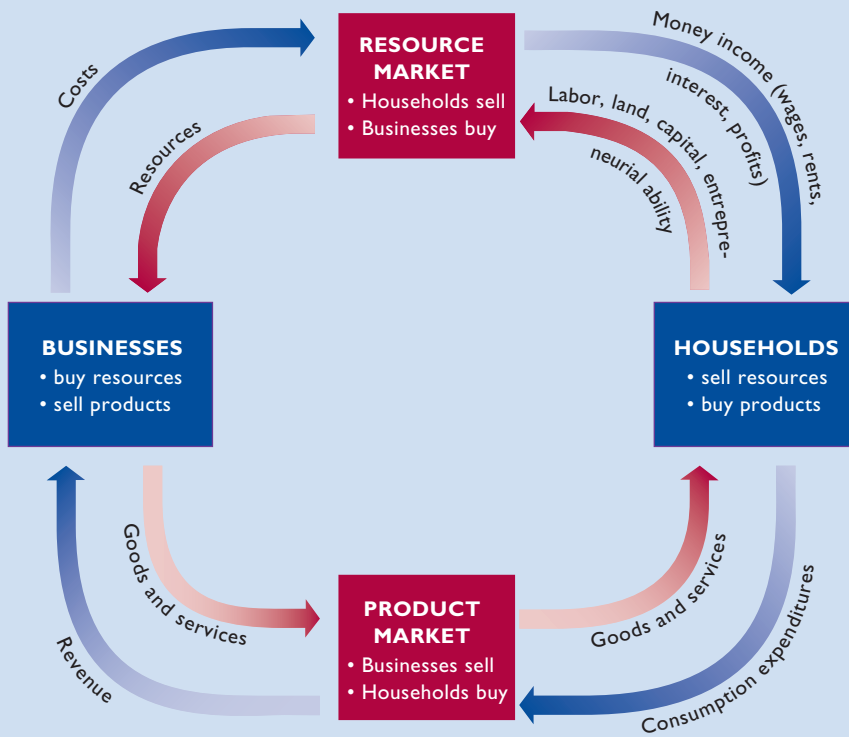 Costs
RESOURCE
MARKET
• Households sell
• Businesses buy
Money income (wages, rents,
interest, profits)
Resources
Labor, land, capital, entrepre-
neurial ability
BUSINESSES
• buy resources
• sell products
HOUSEHOLDS
• sell resources
• buy products
Goods and services
Revenue
PRODUCT
MARKET
• Businesses sell
• Households buy
Goods and services
Consumption expenditures